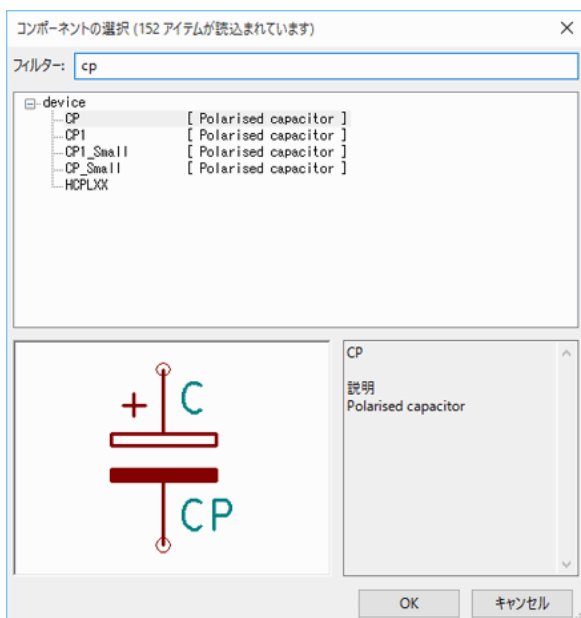 コンポーネントの選択 (152 アイテムが読込まれています)
フィルター: cp
device
CP [ Polarised capacitor ]
CP1 [ Polarised capacitor ]
CP1_Small [ Polarised capacitor ]
CP_Small [ Polarised capacitor ]
HCPLXX
+ C
CP
CP
説明
Polarised capacitor
OK キャンセル